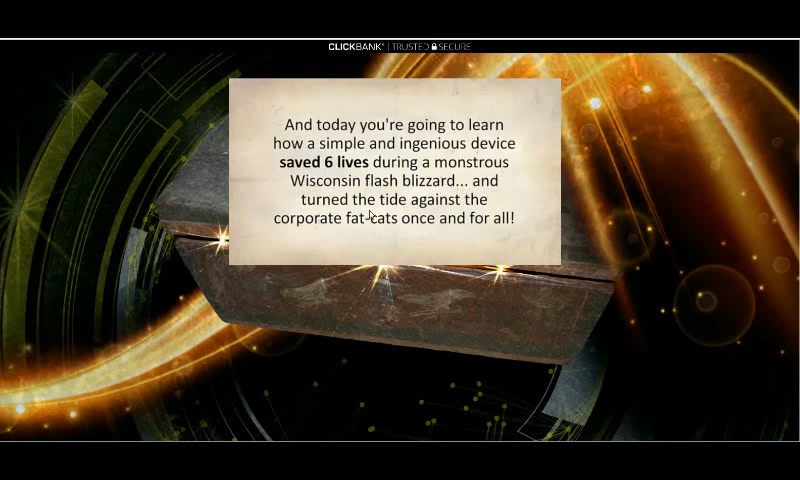 CLICKBANK® | TRUSTED SECURE
And today you're going to learn
how a simple and ingenious device
saved 6 lives during a monstrous
Wisconsin flash blizzard... and
turned the tide against the
corporate fat-cats once and for all!